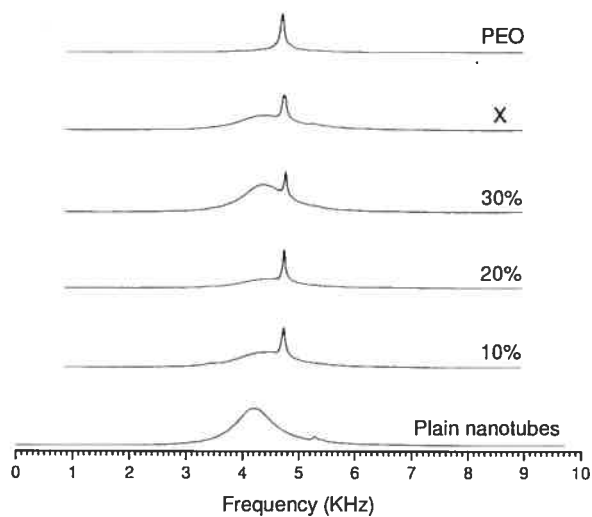 PEO
X
30%
20%
10%
Plain nanotubes
0 1 2 3 4 5 6 7 8 9 10
Frequency (KHz)